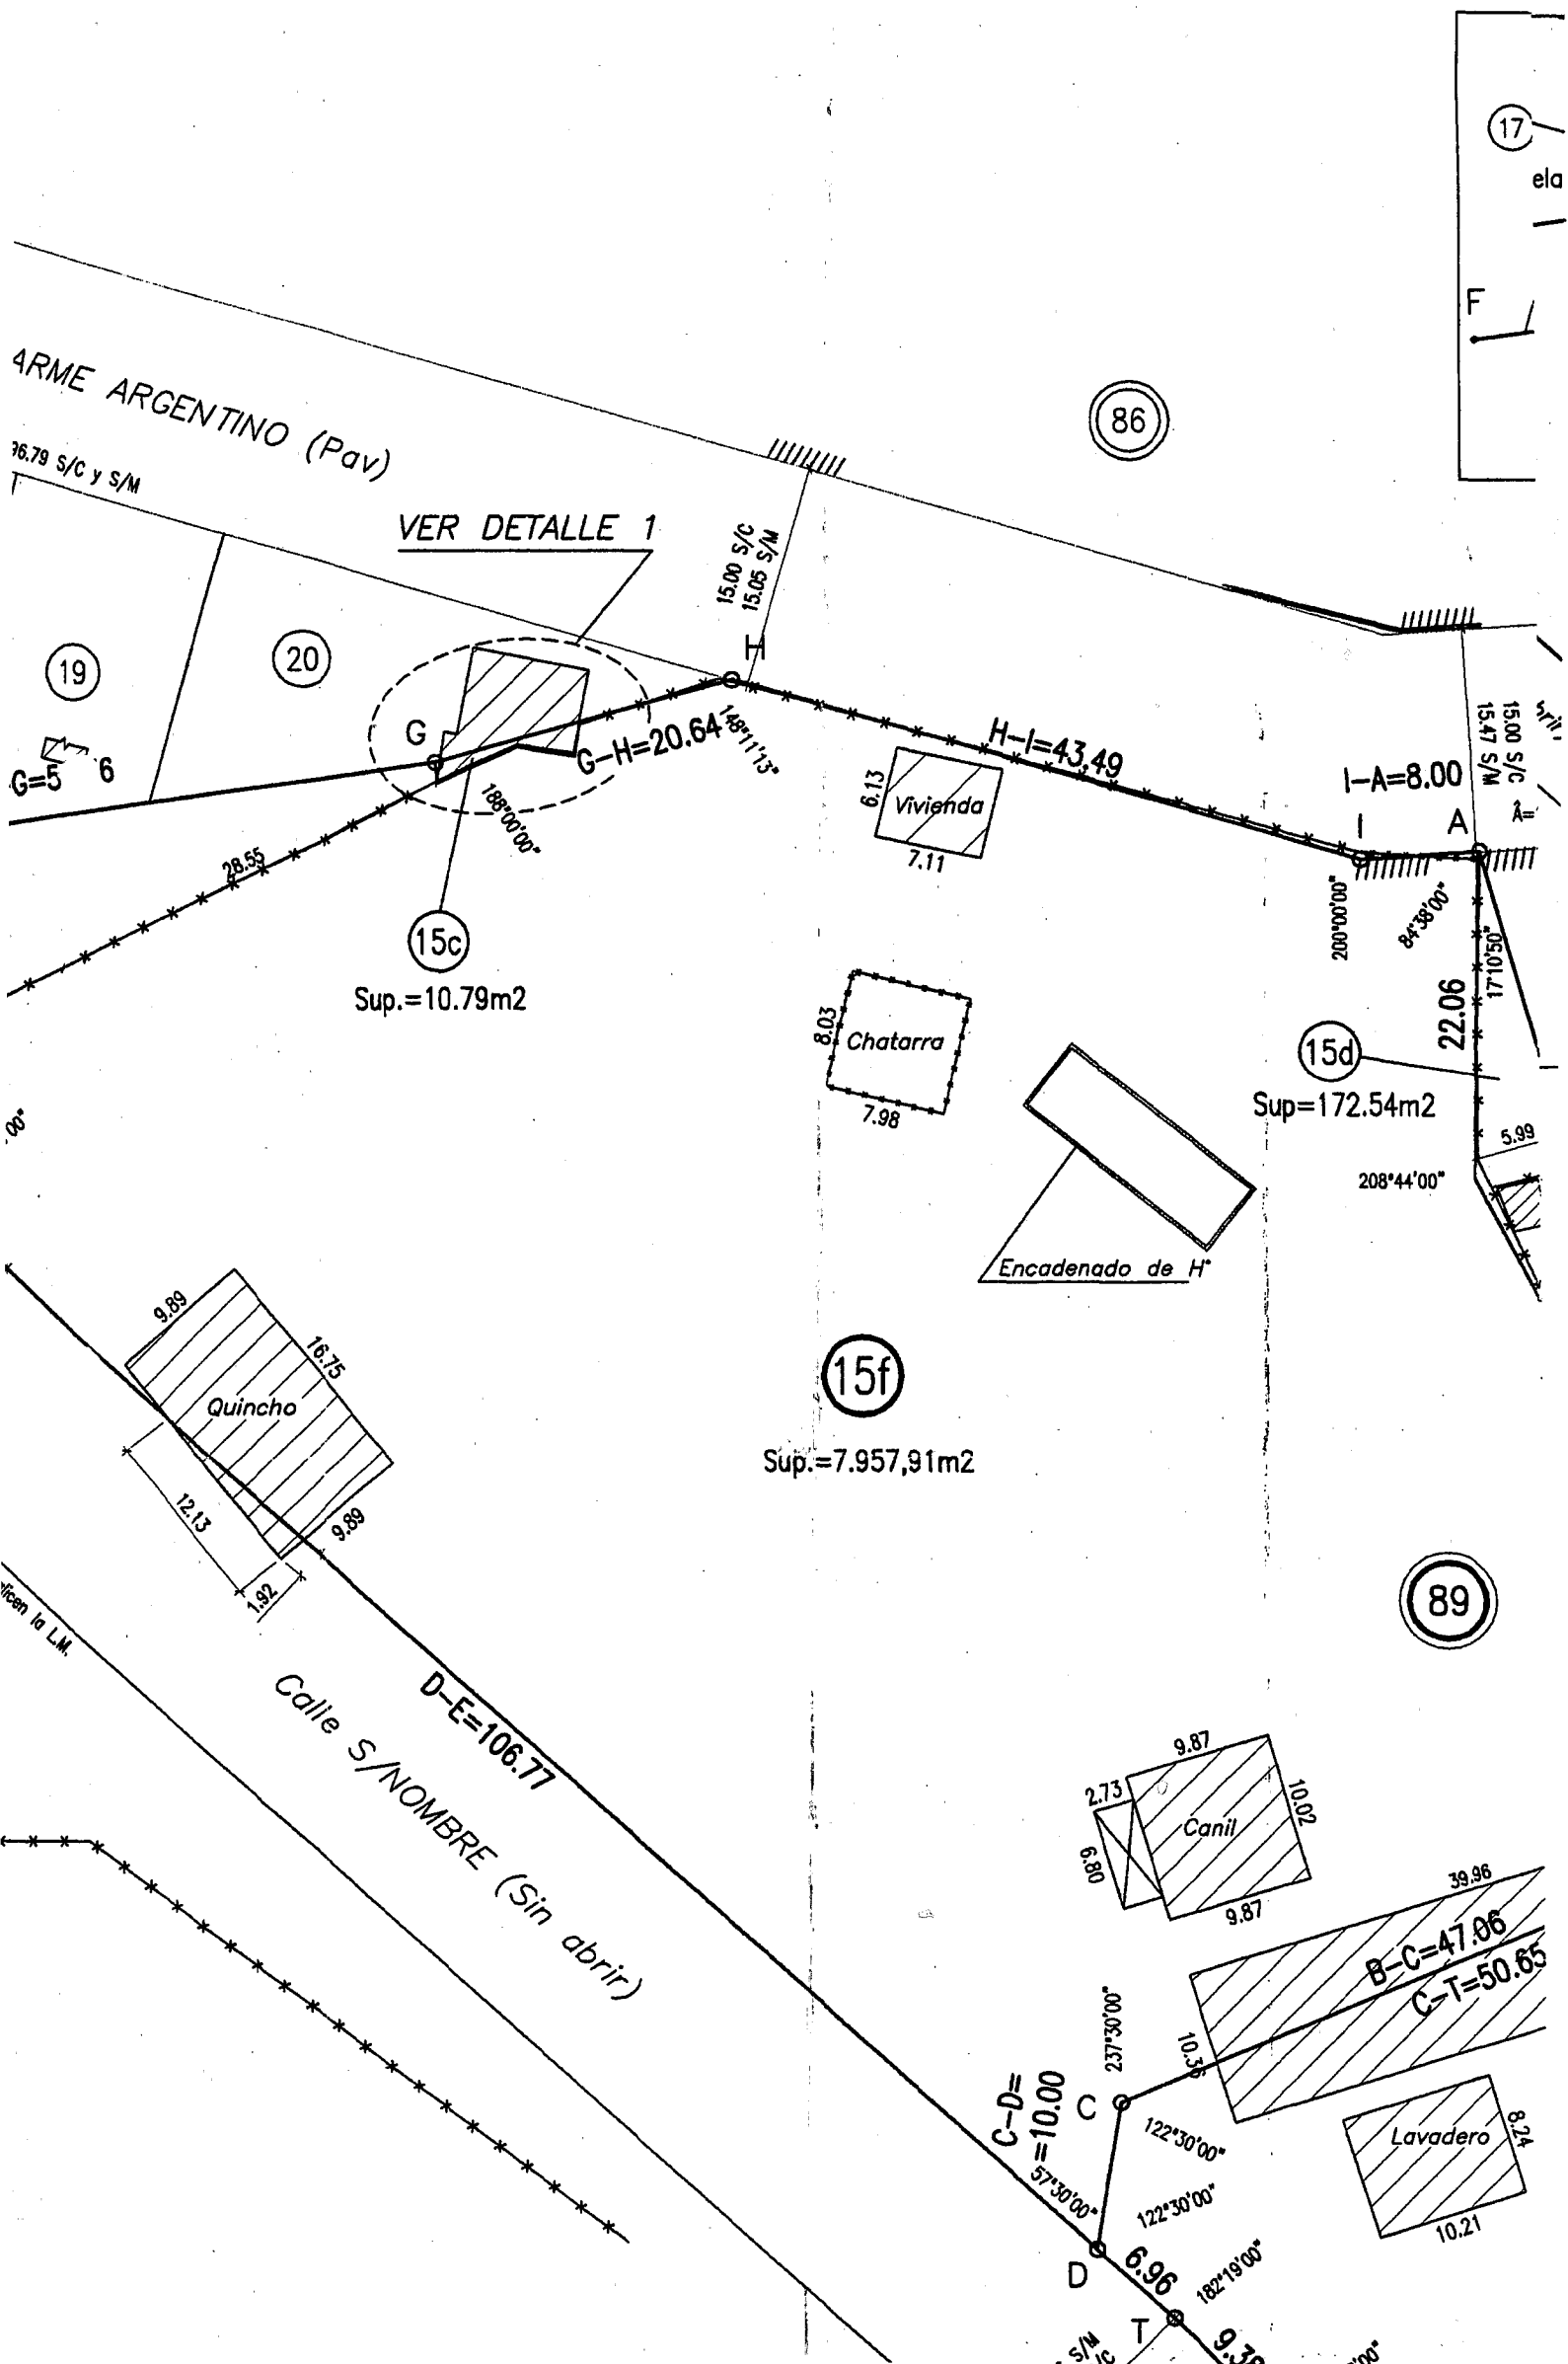 17
ela
F
ARME ARGENTINO (Pav)
96.79 S/C y S/M
86
VER DETALLE 1
15.00 S/C
15.05 S/M
H
19
20
G
G-H=20.64
148°11'13"
H-I=43,49
15.00 S/C
15.47 S/M
I-A=8.00
Â=
I
A
G=5 6
188°00'00"
6.13
Vivienda
7.11
28.55
200°00'00"
84°38'00"
17°10'50"
15c
Sup.=10.79m2
22.06
8.03
Chatarra
7.98
15d
Sup=172.54m2
5.99
208°44'00"
00"
Encadenado de H°
9.89
16.75
Quincho
12.13
9.89
1.92
15f
Sup.=7.957,91m2
89
ficen la L.M.
D-E=106.77
Calle S/NOMBRE (Sin abrir)
9.87
2.73
10.02
Canil
6.80
9.87
39.96
B-C=47.06
C-T=50.65
237°30'00"
10.36
C-D=
=10.00
C
122°30'00"
Lavadero
8.24
57°30'00"
122°30'00"
10.21
D
6.96
182°19'00"
T
S/M